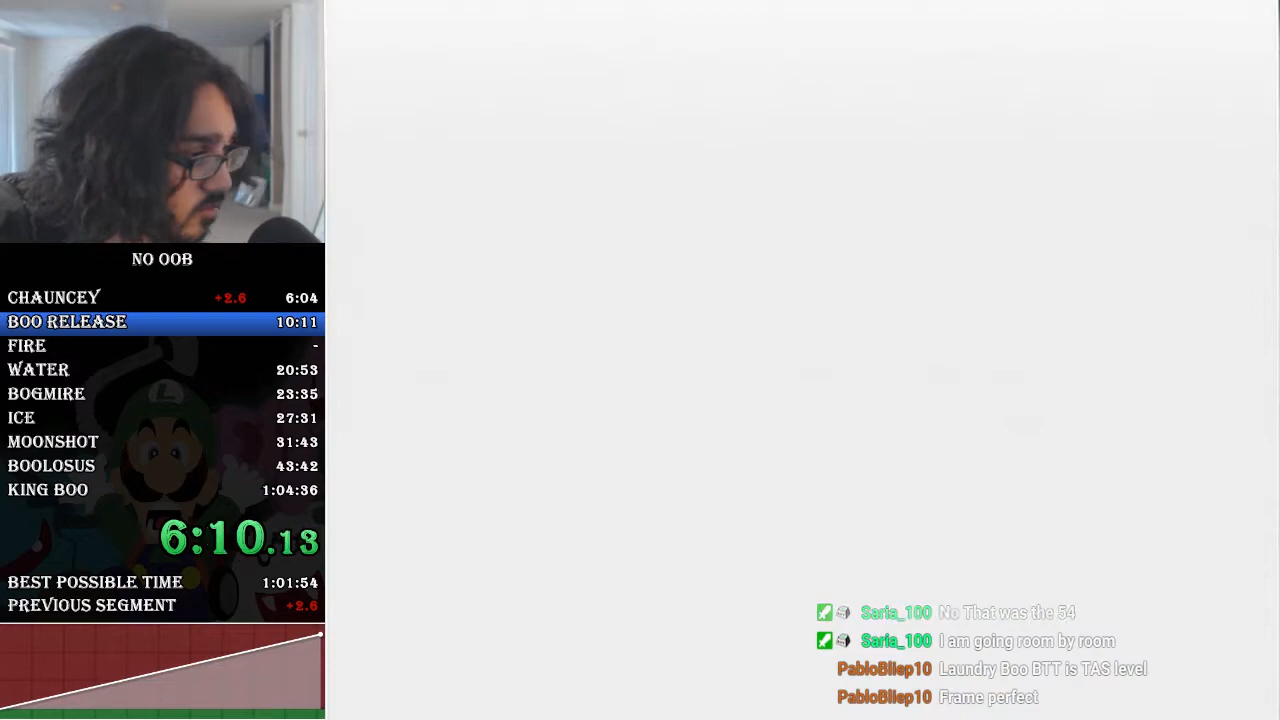 NO OOB
CHAUNCEY +2.6 6:04
BOO RELEASE 10:11
FIRE -
WATER 20:53
BOGMIRE 23:35
ICE 27:31
MOONSHOT 31:43
BOOLOSUS 43:42
KING BOO 1:04:36
6:10.13
BEST POSSIBLE TIME 1:01:54
PREVIOUS SEGMENT +2.6
Saria_100 No That was the 54
Saria_100 I am going room by room
PabloBllep10 Laundry Boo BTT is TAS level
PabloBllep10 Frame perfect